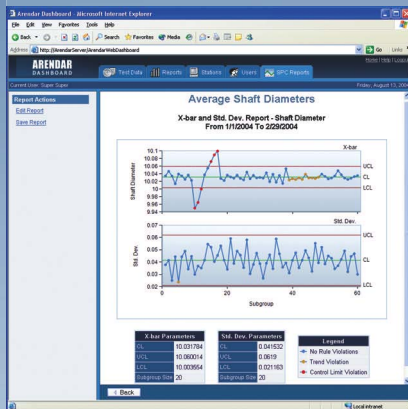 Arendar Dashboard - Microsoft Internet Explorer
File Edit View Favorites Tools Help
Back Search Favorites Media
Address http://ArendarServer/ArendarWebDashboard Go Links
ARENDAR
DASHBOARD
Test Data Reports Stations Users SPC Reports
Home | Help | Logout
Current User: Super Super
Friday, August 13, 2004
Report Actions
Edit Report
Save Report
Average Shaft Diameters
X-bar and Std. Dev. Report - Shaft Diameter
From 1/1/2004 To 2/29/2004
X-bar
10.1
10.08
10.06
10.04
10.02
10
9.98
9.96
9.94
Shaft Diameter
UCL
CL
LCL
Std. Dev.
0.07
0.06
0.05
0.04
0.03
0.02
Std. Dev.
UCL
CL
LCL
0 20 40 60
Subgroup
X-bar Parameters
CL 10.031784
UCL 10.060014
LCL 10.003554
Subgroup Size 20
Std. Dev. Parameters
CL 0.041532
UCL 0.0619
LCL 0.021163
Subgroup Size 20
Legend
No Rule Violations
Trend Violation
Control Limit Violation
Back
Local intranet